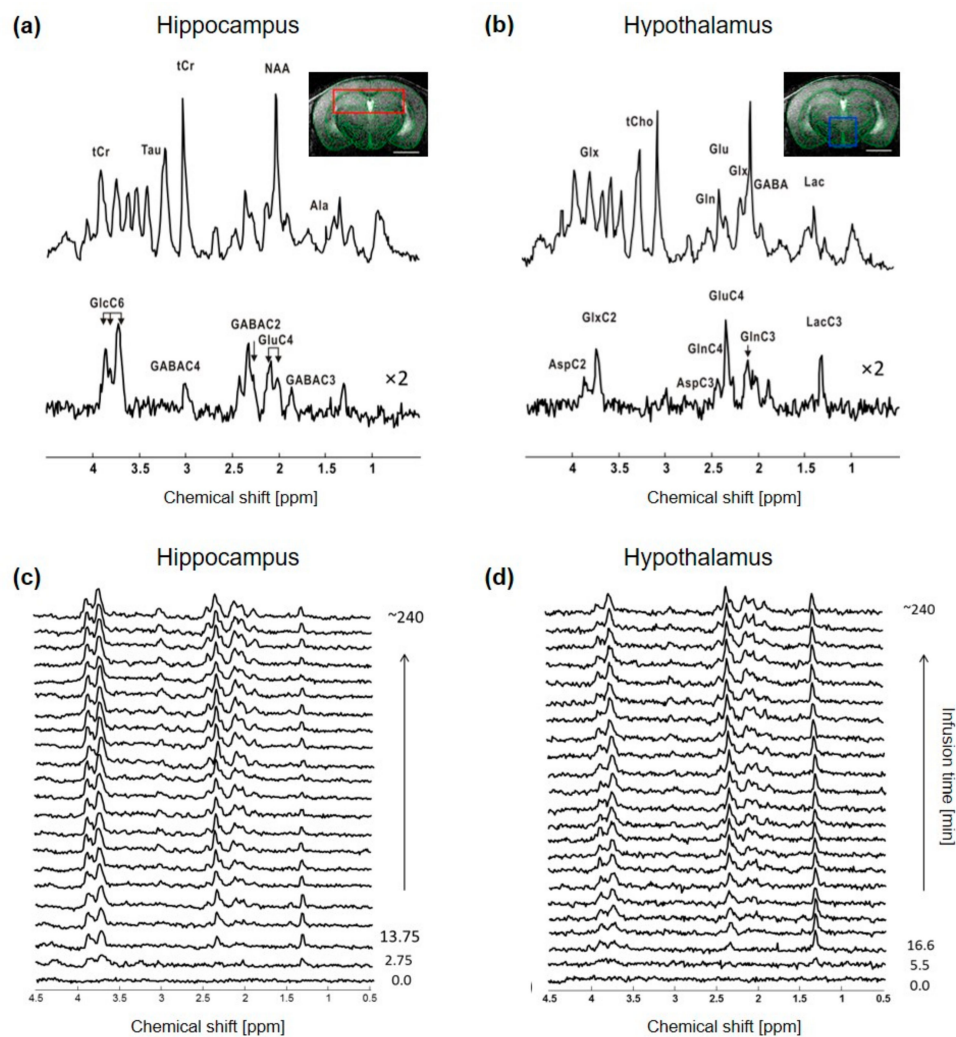 (a) Hippocampus
tCr
NAA
tCr
Tau
Ala
GlcC6
GABAC4
GABAC2
GluC4
GABAC3
×2
4 3.5 3 2.5 2 1.5 1
Chemical shift [ppm]
(b) Hypothalamus
Glx
tCho
Glu
Glx
Gln
GABA
Lac
GluC4
GlxC2
AspC2
GlnC4
GlnC3
LacC3
AspC3
×2
4 3.5 3 2.5 2 1.5 1
Chemical shift [ppm]
(c) Hippocampus
~240
13.75
2.75
0.0
4.5 4 3.5 3 2.5 2 1.5 1 0.5
Chemical shift [ppm]
(d) Hypothalamus
~240
16.6
5.5
0.0
4.5 4 3.5 3 2.5 2 1.5 1 0.5
Chemical shift [ppm]
Infusion time [min]